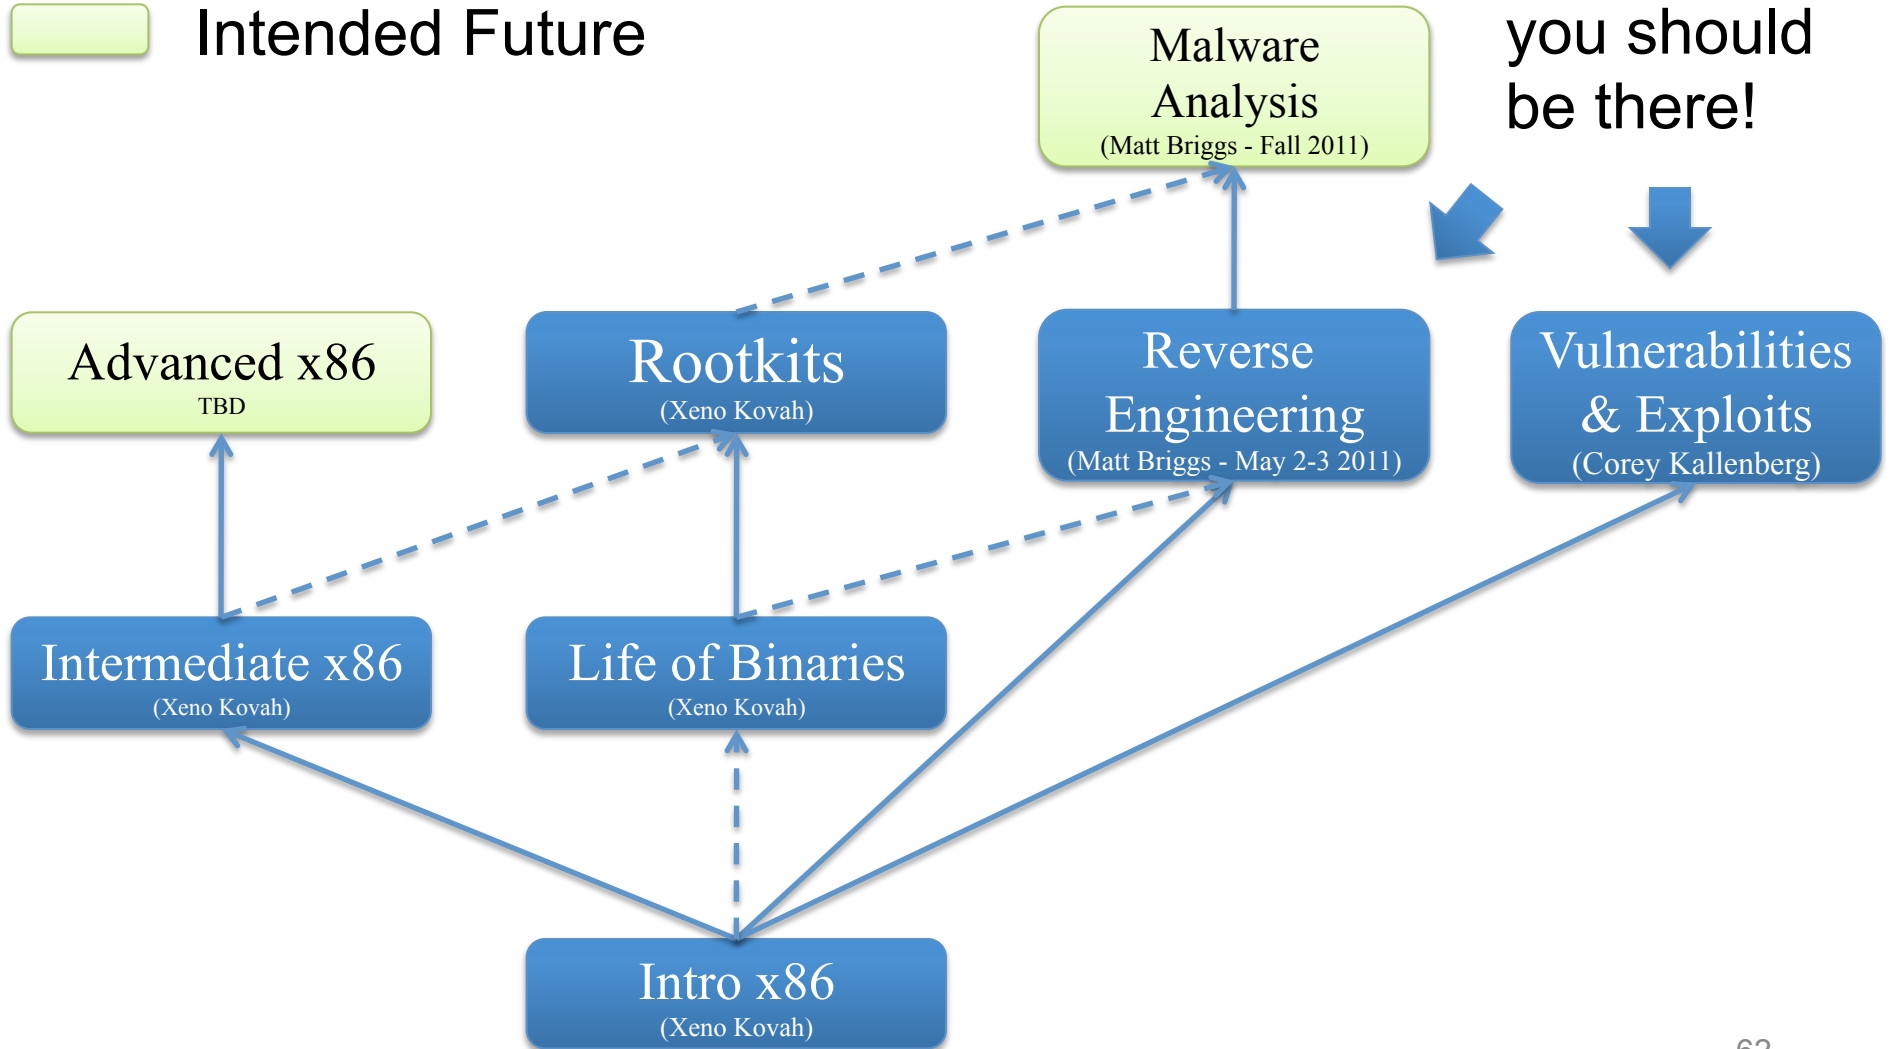 Intended Future
you should
be there!
Malware
Analysis
(Matt Briggs - Fall 2011)
Advanced x86
TBD
Rootkits
(Xeno Kovah)
Reverse
Engineering
(Matt Briggs - May 2-3 2011)
Vulnerabilities
& Exploits
(Corey Kallenberg)
Intermediate x86
(Xeno Kovah)
Life of Binaries
(Xeno Kovah)
Intro x86
(Xeno Kovah)